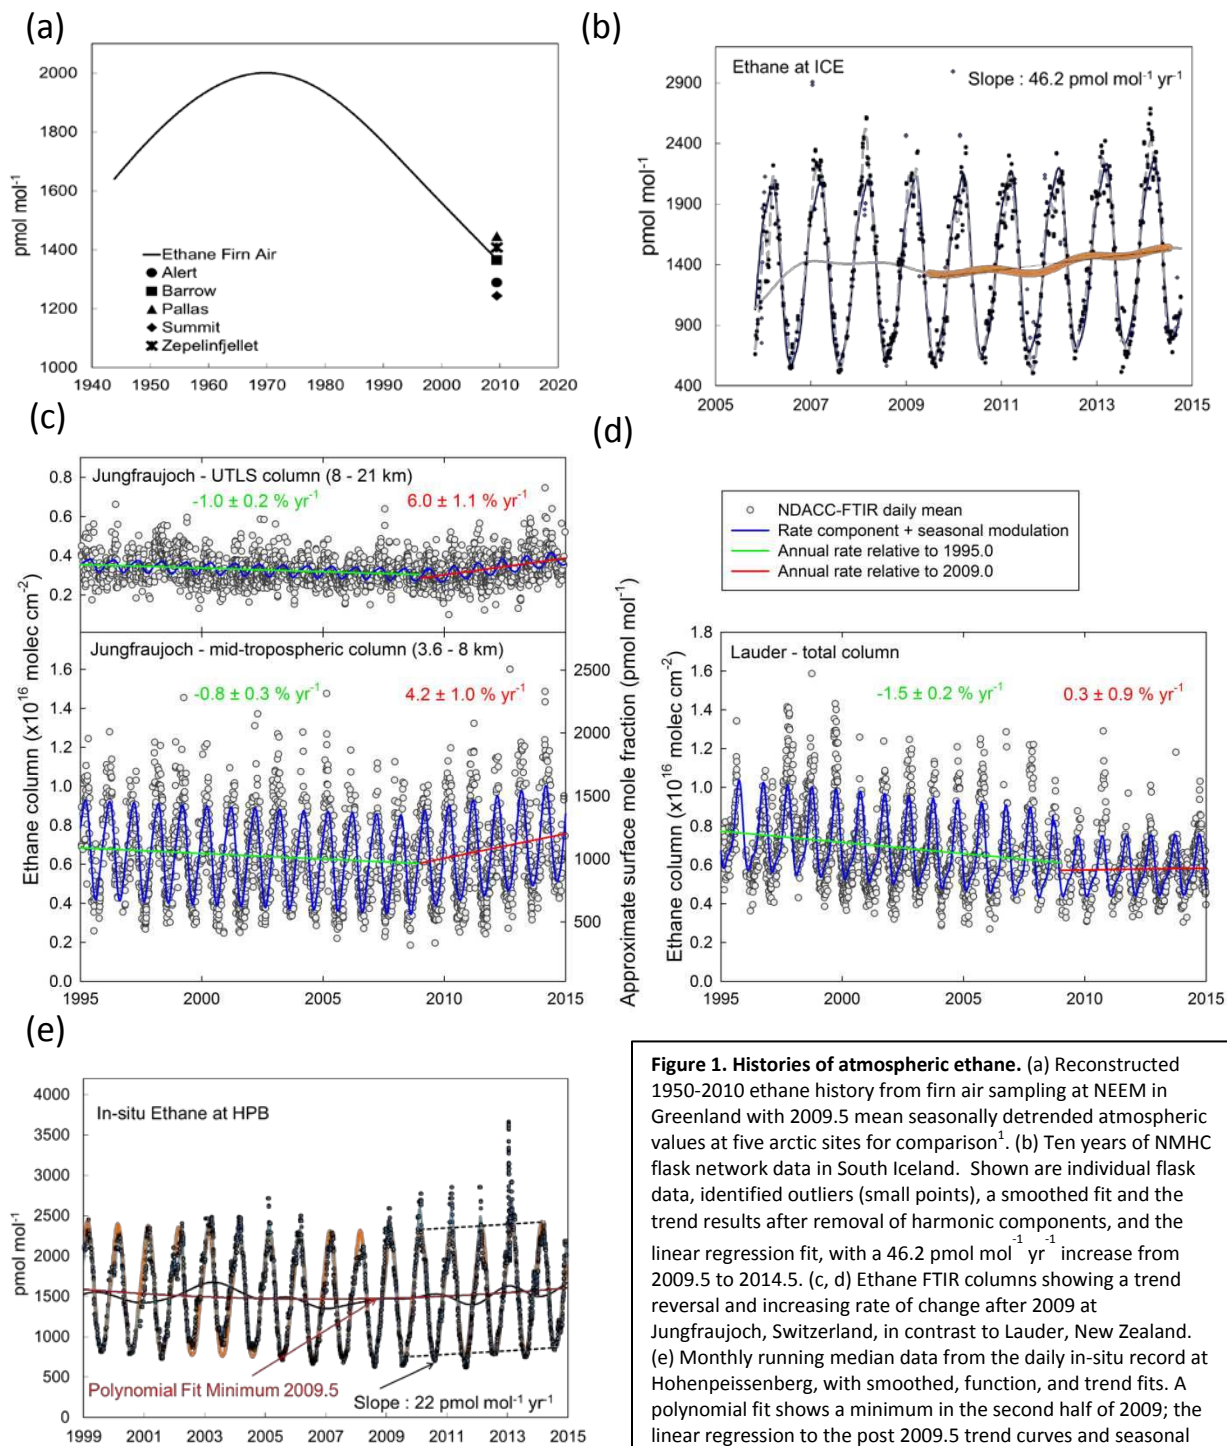 (a)
pmol mol-1
2000
1800
1600
1400
1200
1000
Ethane Firn Air
Alert
Barrow
Pallas
Summit
Zepelinfjellet
1940 1950 1960 1970 1980 1990 2000 2010 2020
(b)
Ethane at ICE
Slope : 46.2 pmol mol-1 yr-1
pmol mol-1
2900
2400
1900
1400
900
400
2005 2007 2009 2011 2013 2015
(c)
Jungfraujoch - UTLS column (8 - 21 km)
-1.0 ± 0.2 % yr-1
6.0 ± 1.1 % yr-1
0.8
0.6
0.4
0.2
Jungfraujoch - mid-tropospheric column (3.6 - 8 km)
-0.8 ± 0.3 % yr-1
4.2 ± 1.0 % yr-1
Ethane column (x10^16 molec cm-2)
1.6
1.4
1.2
1.0
0.8
0.6
0.4
0.2
0.0
1995 2000 2005 2010 2015
2500
2000
1500
1000
500
Approximate surface mole fraction (pmol mol-1)
(d)
NDACC-FTIR daily mean
Rate component + seasonal modulation
Annual rate relative to 1995.0
Annual rate relative to 2009.0
Lauder - total column
-1.5 ± 0.2 % yr-1
0.3 ± 0.9 % yr-1
Ethane column (x10^16 molec cm-2)
1.8
1.6
1.4
1.2
1.0
0.8
0.6
0.4
0.2
0.0
1995 2000 2005 2010 2015
(e)
In-situ Ethane at HPB
pmol mol-1
4000
3500
3000
2500
2000
1500
1000
500
0
Polynomial Fit Minimum 2009.5
Slope : 22 pmol mol-1 yr-1
1999 2001 2003 2005 2007 2009 2011 2013 2015
Figure 1. Histories of atmospheric ethane. (a) Reconstructed
1950-2010 ethane history from firn air sampling at NEEM in
Greenland with 2009.5 mean seasonally detrended atmospheric
values at five arctic sites for comparison1. (b) Ten years of NMHC
flask network data in South Iceland. Shown are individual flask
data, identified outliers (small points), a smoothed fit and the
trend results after removal of harmonic components, and the
linear regression fit, with a 46.2 pmol mol-1 yr-1 increase from
2009.5 to 2014.5. (c, d) Ethane FTIR columns showing a trend
reversal and increasing rate of change after 2009 at
Jungfraujoch, Switzerland, in contrast to Lauder, New Zealand.
(e) Monthly running median data from the daily in-situ record at
Hohenpeissenberg, with smoothed, function, and trend fits. A
polynomial fit shows a minimum in the second half of 2009; the
linear regression to the post 2009.5 trend curves and seasonal